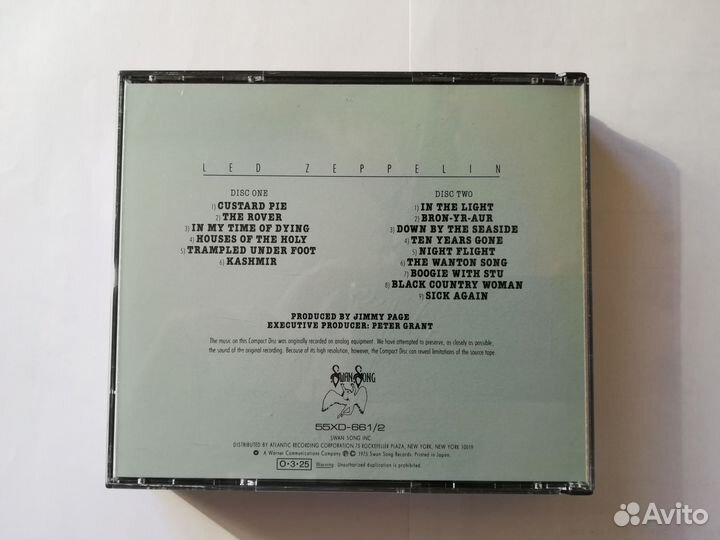 LED ZEPPELIN
DISC ONE
1) CUSTARD PIE
2) THE ROVER
3) IN MY TIME OF DYING
4) HOUSES OF THE HOLY
5) TRAMPLED UNDER FOOT
6) KASHMIR
DISC TWO
1) IN THE LIGHT
2) BRON-YR-AUR
3) DOWN BY THE SEASIDE
4) TEN YEARS GONE
5) NIGHT FLIGHT
6) THE WANTON SONG
7) BOOGIE WITH STU
8) BLACK COUNTRY WOMAN
9) SICK AGAIN
PRODUCED BY JIMMY PAGE
EXECUTIVE PRODUCER: PETER GRANT
The music on this Compact Disc was originally recorded on analog equipment. We have attempted to preserve, as closely as possible,
the sound of the original recording. Because of its high resolution, however, the Compact Disc can reveal limitations of the source tape.
SWAN SONG
55XD-661/2
SWAN SONG INC.
DISTRIBUTED BY ATLANTIC RECORDING CORPORATION 75 ROCKEFELLER PLAZA, NEW YORK, NEW YORK 10019
A Warner Communications Company ℗ © 1975 Swan Song Records. Printed in Japan.
0•3•25 Warning: Unauthorized duplication is prohibited.
Avito